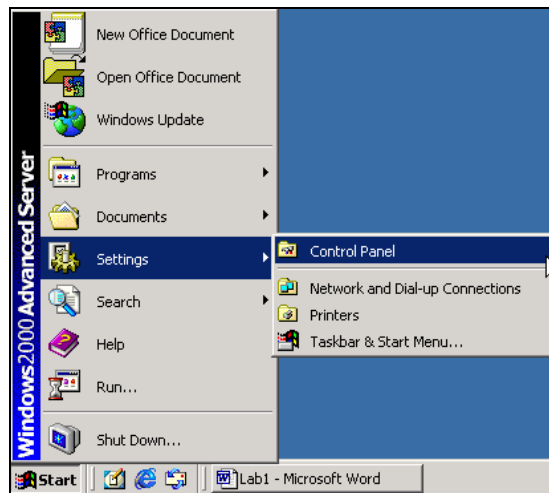 New Office Document
Open Office Document
Windows Update
Programs
Documents
Settings
Search
Help
Run...
Shut Down...
Control Panel
Network and Dial-up Connections
Printers
Taskbar & Start Menu...
Windows2000 Advanced Server
Start
Lab1 - Microsoft Word